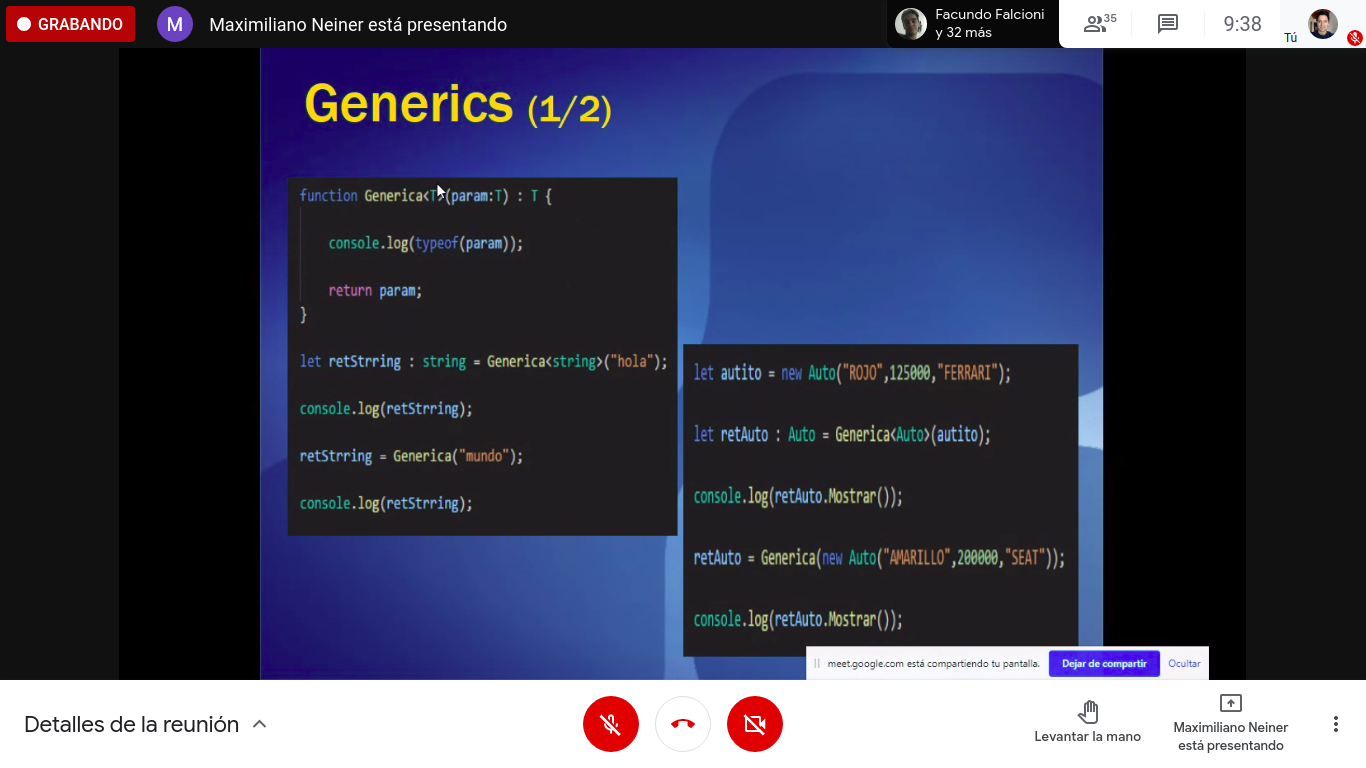 GRABANDO
M
Maximiliano Neiner está presentando
Facundo Falcioni
y 32 más
35
9:38
Tú
Generics (1/2)
function Generica<T>(param:T) : T {
console.log(typeof(param));
return param;
}
let retStrring : string = Generica<string>("hola");
console.log(retStrring);
retStrring = Generica("mundo");
console.log(retStrring);
let autito = new Auto("ROJO",125000,"FERRARI");
let retAuto : Auto = Generica<Auto>(autito);
console.log(retAuto.Mostrar());
retAuto = Generica(new Auto("AMARILLO",200000,"SEAT"));
console.log(retAuto.Mostrar());
meet.google.com está compartiendo tu pantalla.
Dejar de compartir
Ocultar
Detalles de la reunión
Levantar la mano
Maximiliano Neiner
está presentando